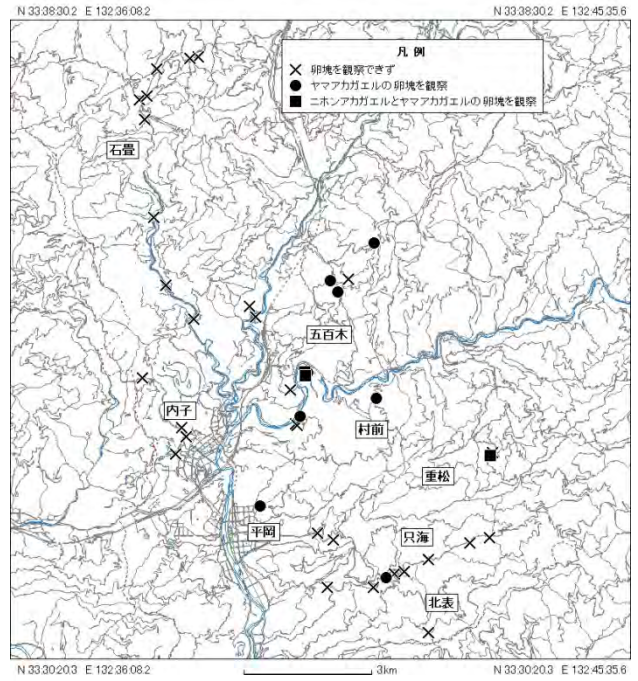 N 33.38:30.2 E 132:36:08.2
N 33.38:30.2 E 132:45:35.6
凡 例
卵塊を観察できず
ヤマアカガエルの卵塊を観察
ニホンアカガエルとヤマアカガエルの卵塊を観察
石畳
五百木
内子
村前
重松
平岡
只海
北表
N 33.30:20.3 E 132:36:08.2
3km
N 33.30:20.3 E 132:45:35.6